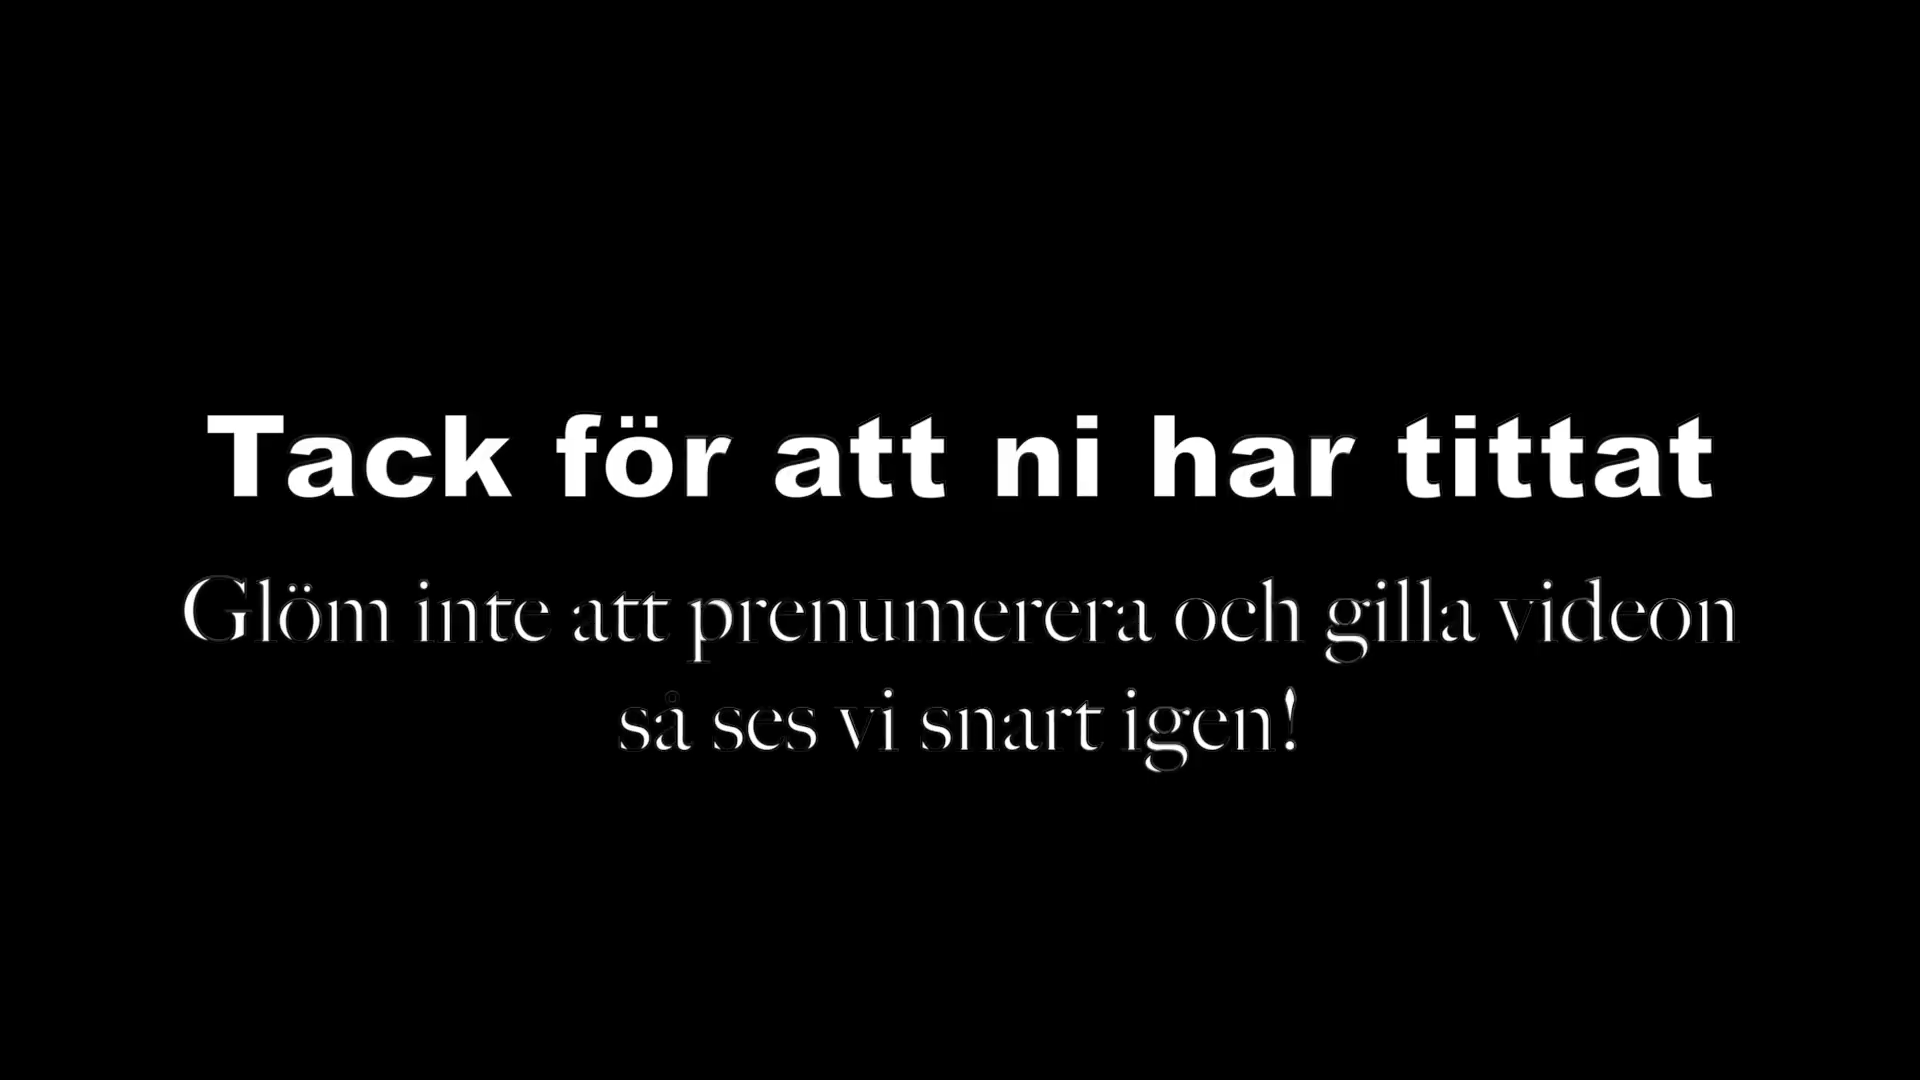 Tack för att ni har tittat
Glöm inte att prenumerera och gilla videon
så ses vi snart igen!